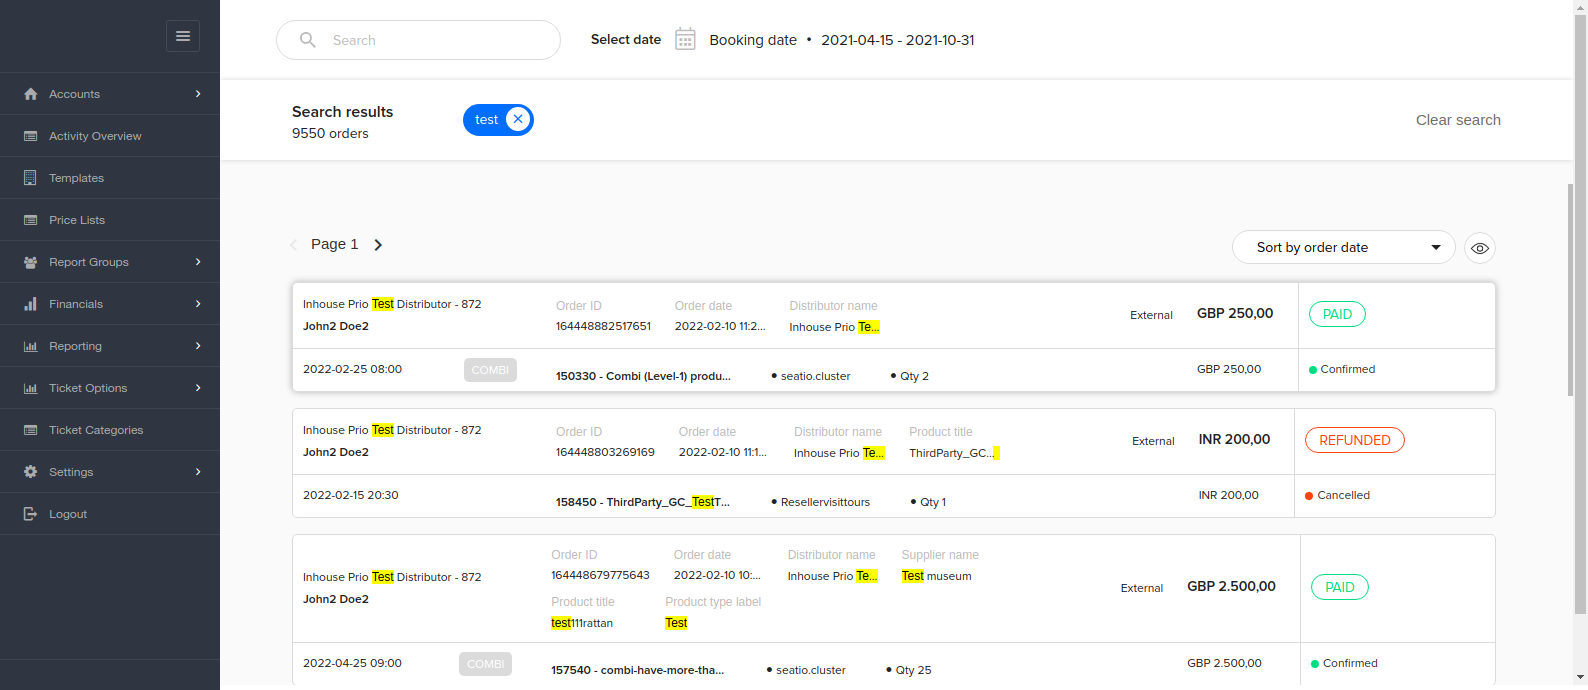 Search
Select date Booking date • 2021-04-15 - 2021-10-31
Accounts
Activity Overview
Templates
Price Lists
Report Groups
Financials
Reporting
Ticket Options
Ticket Categories
Settings
Logout
Search results
9550 orders
test
Clear search
Page 1
Sort by order date
Inhouse Prio Test Distributor - 872
John2 Doe2
Order ID Order date Distributor name
164448882517651 2022-02-10 11:2... Inhouse Prio Te...
External GBP 250,00 PAID
2022-02-25 08:00 COMBI 150330 - Combi (Level-1) produ... • seatio.cluster • Qty 2 GBP 250,00 Confirmed
Inhouse Prio Test Distributor - 872
John2 Doe2
Order ID Order date Distributor name Product title
164448803269169 2022-02-10 11:1... Inhouse Prio Te... ThirdParty_GC...
External INR 200,00 REFUNDED
2022-02-15 20:30 158450 - ThirdParty_GC_TestT... • Resellervisittours • Qty 1 INR 200,00 Cancelled
Inhouse Prio Test Distributor - 872
John2 Doe2
Order ID Order date Distributor name Supplier name
164448679775643 2022-02-10 10:... Inhouse Prio Te... Test museum
Product title Product type label
test111rattan Test
External GBP 2.500,00 PAID
2022-04-25 09:00 COMBI 157540 - combi-have-more-tha... • seatio.cluster • Qty 25 GBP 2.500,00 Confirmed